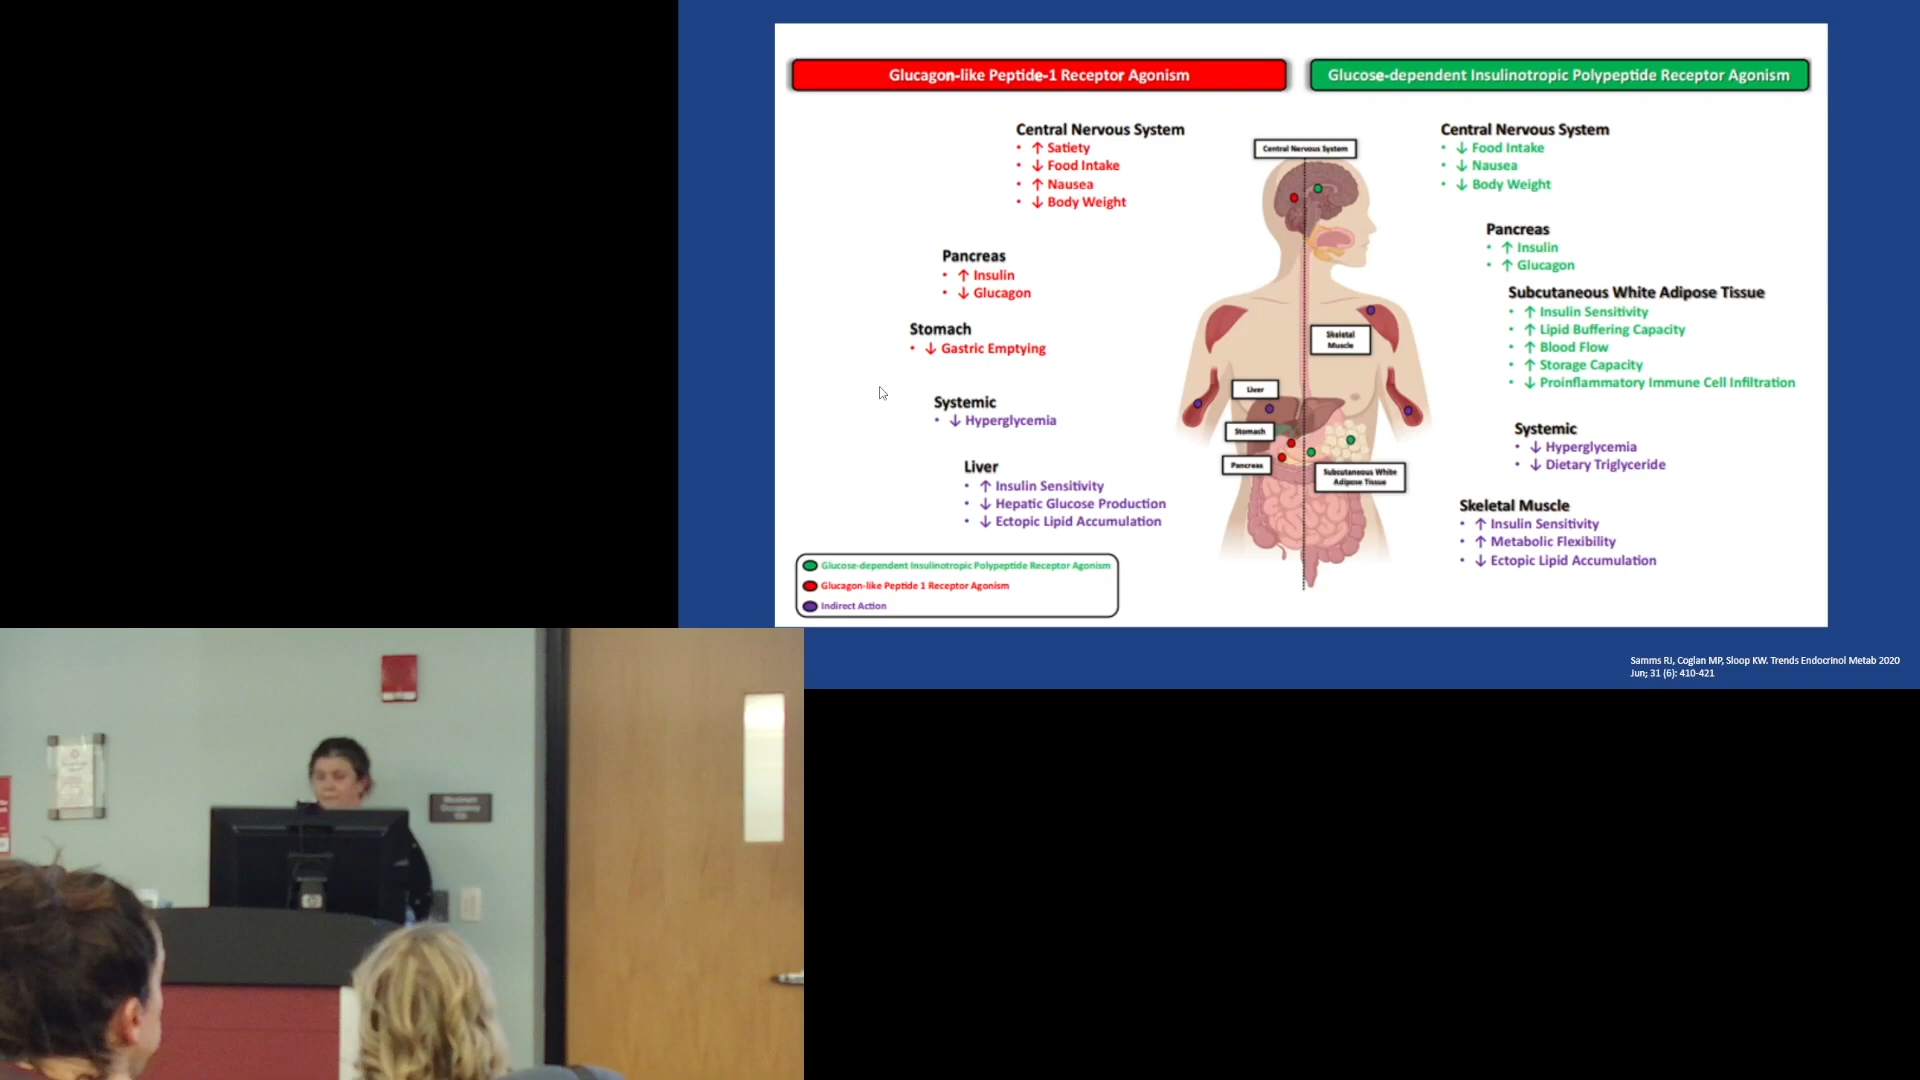 Glucagon-like Peptide-1 Receptor Agonism
Glucose-dependent Insulinotropic Polypeptide Receptor Agonism
Central Nervous System
• ↑ Satiety
• ↓ Food Intake
• ↑ Nausea
• ↓ Body Weight
Pancreas
• ↑ Insulin
• ↓ Glucagon
Stomach
• ↓ Gastric Emptying
Systemic
• ↓ Hyperglycemia
Liver
• ↑ Insulin Sensitivity
• ↓ Hepatic Glucose Production
• ↓ Ectopic Lipid Accumulation
Central Nervous System
Skeletal
Muscle
Liver
Stomach
Pancreas
Subcutaneous White
Adipose Tissue
Central Nervous System
• ↓ Food Intake
• ↓ Nausea
• ↓ Body Weight
Pancreas
• ↑ Insulin
• ↑ Glucagon
Subcutaneous White Adipose Tissue
• ↑ Insulin Sensitivity
• ↑ Lipid Buffering Capacity
• ↑ Blood Flow
• ↑ Storage Capacity
• ↓ Proinflammatory Immune Cell Infiltration
Systemic
• ↓ Hyperglycemia
• ↓ Dietary Triglyceride
Skeletal Muscle
• ↑ Insulin Sensitivity
• ↑ Metabolic Flexibility
• ↓ Ectopic Lipid Accumulation
Glucose-dependent Insulinotropic Polypeptide Receptor Agonism
Glucagon-like Peptide 1 Receptor Agonism
Indirect Action
Samms RJ, Coglan MP, Sloop KW. Trends Endocrinol Metab 2020
Jun; 31 (6): 410-421
Maximum
Occupancy